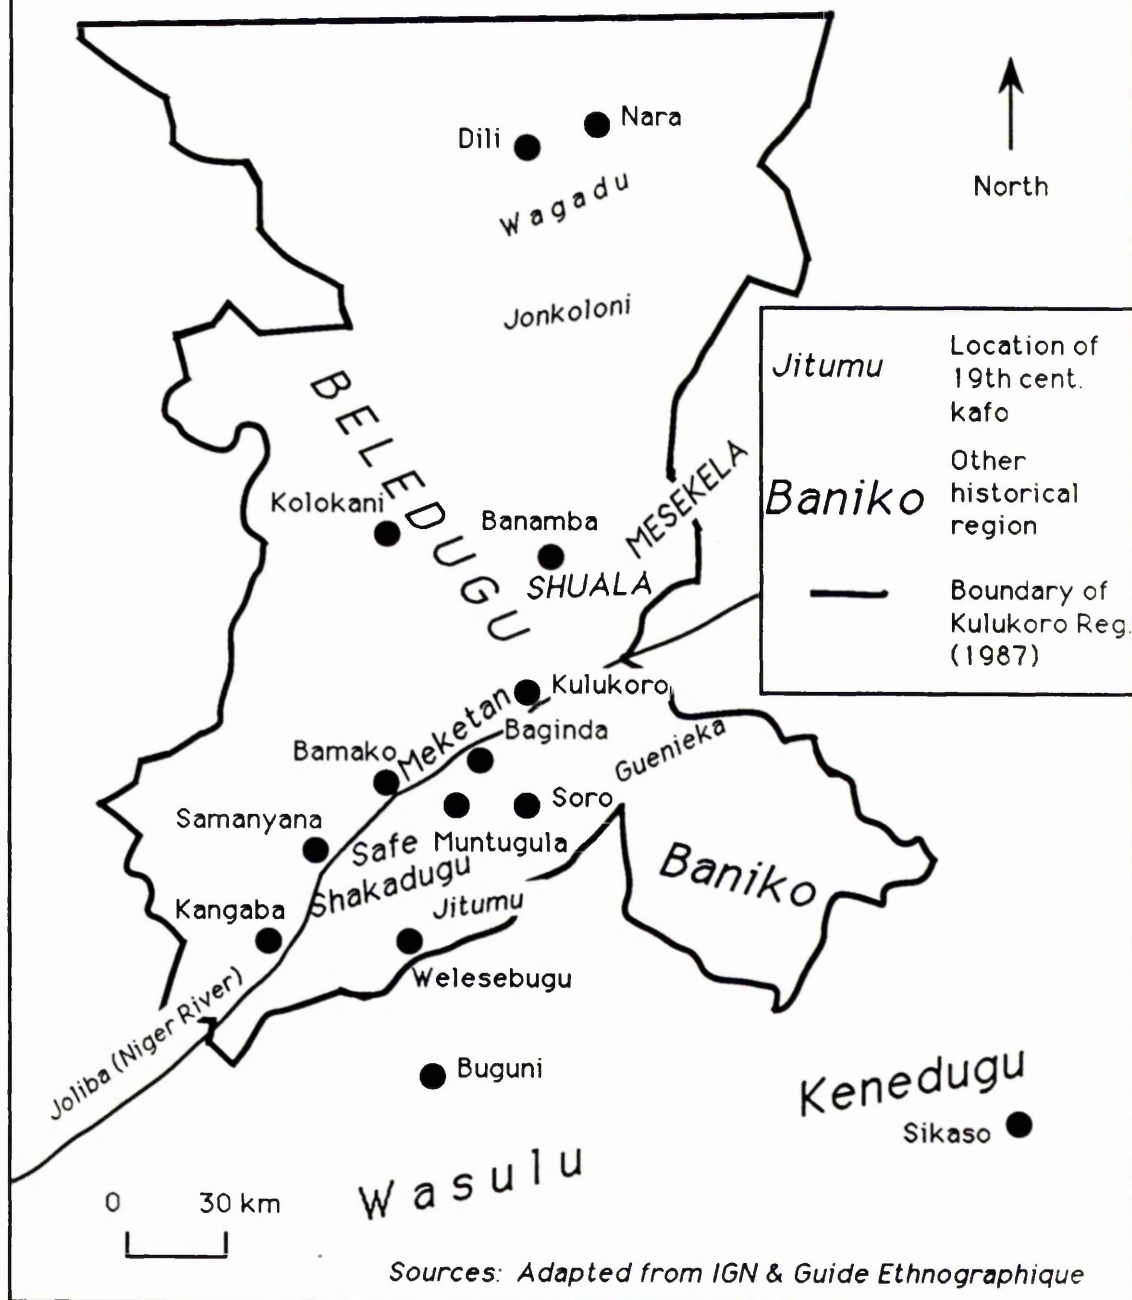 Nara
Dili
Wagadu
North
Jonkoloni
Jitumu
Location of
19th cent.
kafo
BELEDUGU
MESEKELA
Baniko
Other
historical
region
Kolokani
Banamba
SHUALA
Boundary of
Kulukoro Reg.
(1987)
Kulukoro
Meketan
Baginda
Guenieka
Bamako
Soro
Samanyana
Safe
Muntugula
Baniko
Shakadugu
Jitumu
Kangaba
Welesebugu
Joliba (Niger River)
Buguni
Kenedugu
Sikaso
Wasulu
0 30 km
Sources: Adapted from IGN & Guide Ethnographique